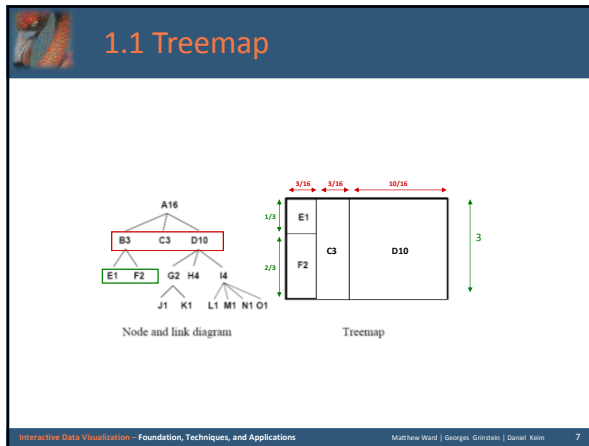 1.1 Treemap
3/16 3/16 10/16
A16
1/3 E1
3
B3 C3 D10
C3 D10
2/3 F2
E1 F2 G2 H4 I4
J1 K1 L1 M1 N1 O1
Node and link diagram Treemap
Interactive Data Visualization – Foundation, Techniques, and Applications Matthew Ward | Georges Grinstein | Daniel Keim 7